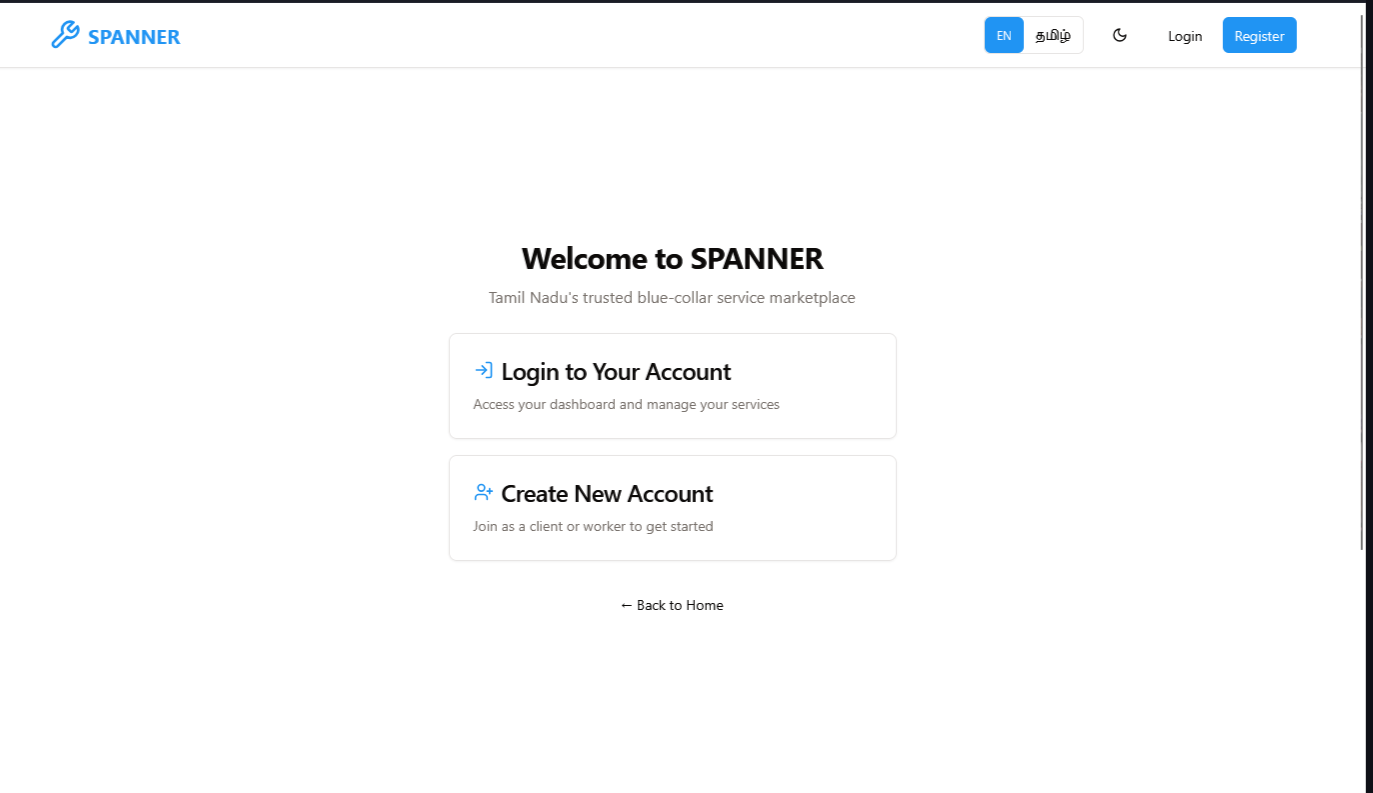 SPANNER
EN தமிழ் Login Register
Welcome to SPANNER
Tamil Nadu's trusted blue-collar service marketplace
Login to Your Account
Access your dashboard and manage your services
Create New Account
Join as a client or worker to get started
← Back to Home